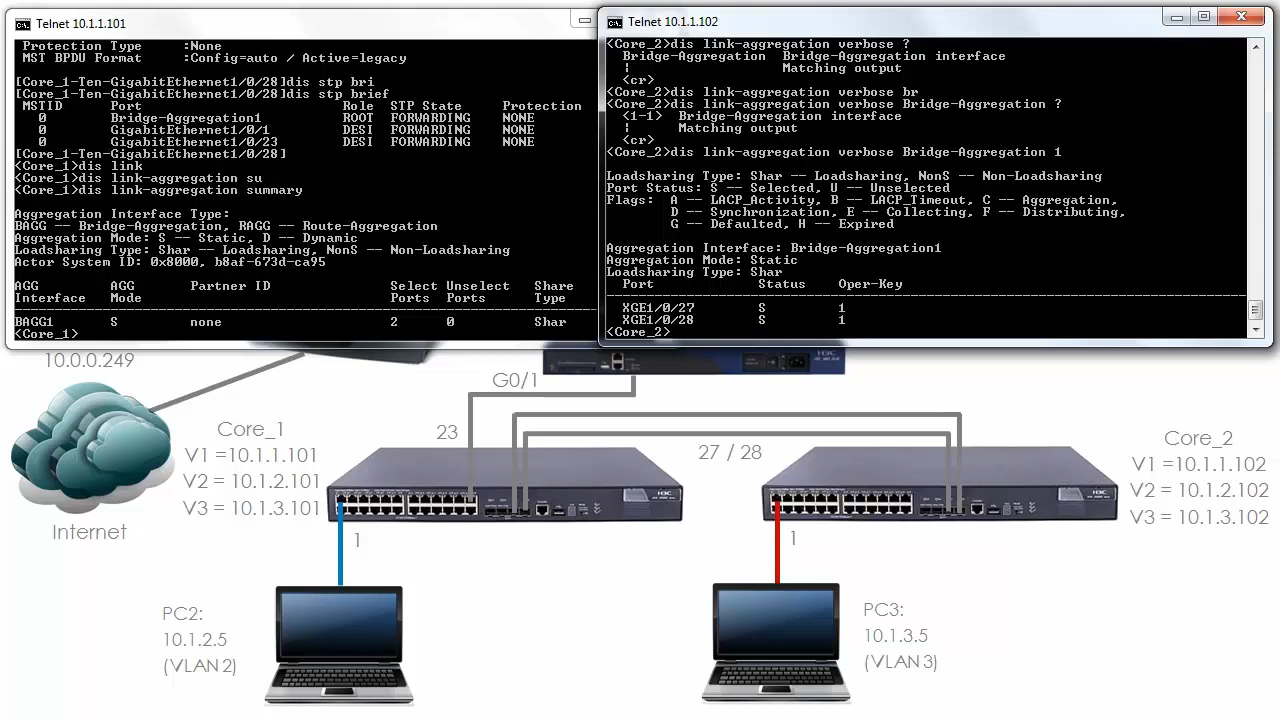 Telnet 10.1.1.101
Protection Type :None
MST BPDU Format :Config=auto / Active=legacy
[Core_1-Ten-GigabitEthernet1/0/28]dis stp bri
[Core_1-Ten-GigabitEthernet1/0/28]dis stp brief
MSTID Port Role STP State Protection
0 Bridge-Aggregation1 ROOT FORWARDING NONE
0 GigabitEthernet1/0/1 DESI FORWARDING NONE
0 GigabitEthernet1/0/23 DESI FORWARDING NONE
[Core_1-Ten-GigabitEthernet1/0/28]
<Core_1>dis link
<Core_1>dis link-aggregation su
<Core_1>dis link-aggregation summary
Aggregation Interface Type:
BAGG -- Bridge-Aggregation, RAGG -- Route-Aggregation
Aggregation Mode: S -- Static, D -- Dynamic
Loadsharing Type: Shar -- Loadsharing, NonS -- Non-Loadsharing
Actor System ID: 0x8000, b8af-673d-ca95
AGG AGG Partner ID Select Unselect Share
Interface Mode Ports Ports Type
BAGG1 S none 2 0 Shar
<Core_1>
Telnet 10.1.1.102
<Core_2>dis link-aggregation verbose ?
Bridge-Aggregation Bridge-Aggregation interface
| Matching output
<cr>
<Core_2>dis link-aggregation verbose br
<Core_2>dis link-aggregation verbose Bridge-Aggregation ?
<1-1> Bridge-Aggregation interface
| Matching output
<cr>
<Core_2>dis link-aggregation verbose Bridge-Aggregation 1
Loadsharing Type: Shar -- Loadsharing, NonS -- Non-Loadsharing
Port Status: S -- Selected, U -- Unselected
Flags: A -- LACP_Activity, B -- LACP_Timeout, C -- Aggregation,
D -- Synchronization, E -- Collecting, F -- Distributing,
G -- Defaulted, H -- Expired
Aggregation Interface: Bridge-Aggregation1
Aggregation Mode: Static
Loadsharing Type: Shar
Port Status Oper-Key
XGE1/0/27 S 1
XGE1/0/28 S 1
<Core_2>
10.0.0.249
H3C
G0/1
Core_1
V1 =10.1.1.101
V2 = 10.1.2.101
V3 = 10.1.3.101
23
27 / 28
Core_2
V1 =10.1.1.102
V2 = 10.1.2.102
V3 = 10.1.3.102
H3C
H3C
Internet
1
1
PC2:
10.1.2.5
(VLAN 2)
PC3:
10.1.3.5
(VLAN 3)